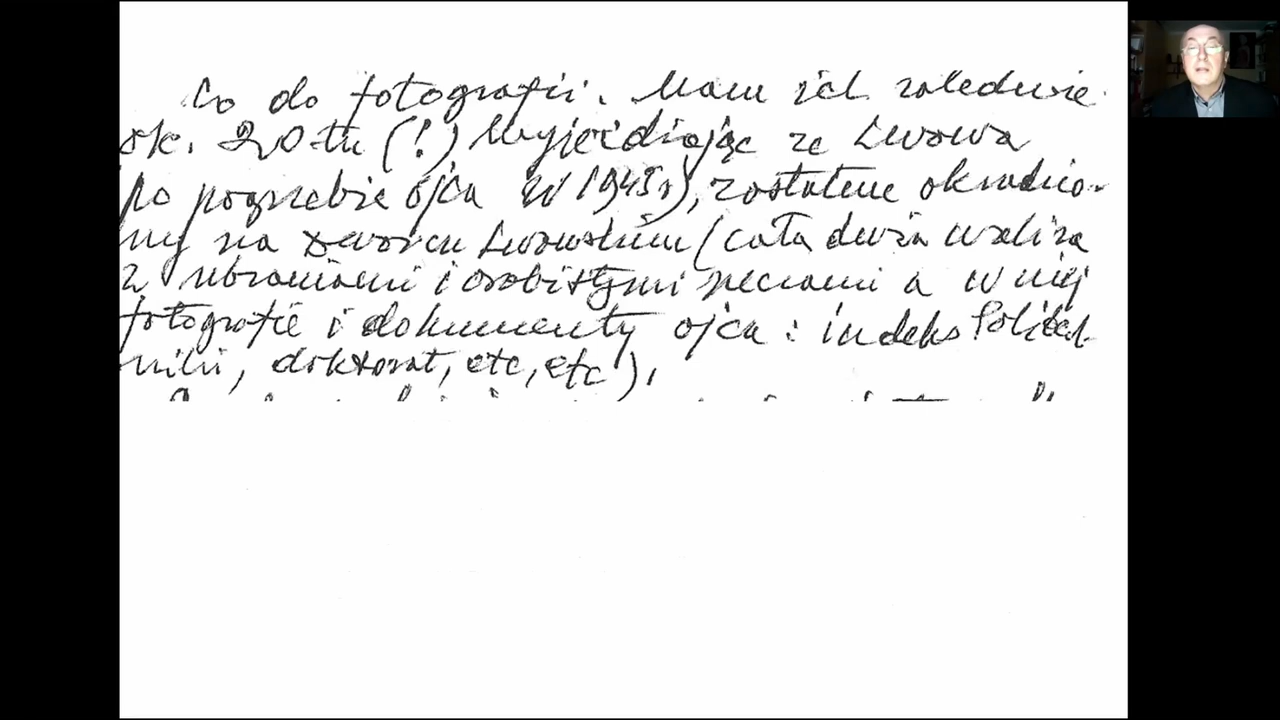 Co do fotografii. Mam ich zaledwie
ok. 20-tu (!) Wyjeżdżając ze Lwowa
po pogrzebie ojca w 1945 r), zostałem okradzio-
ny na dworcu Lwowskim (cała duża waliza
z ubraniami i osobistymi rzeczami a w niej
fotografie i dokumenty ojca: indeks Politech-
niki, doktorat, etc, etc),